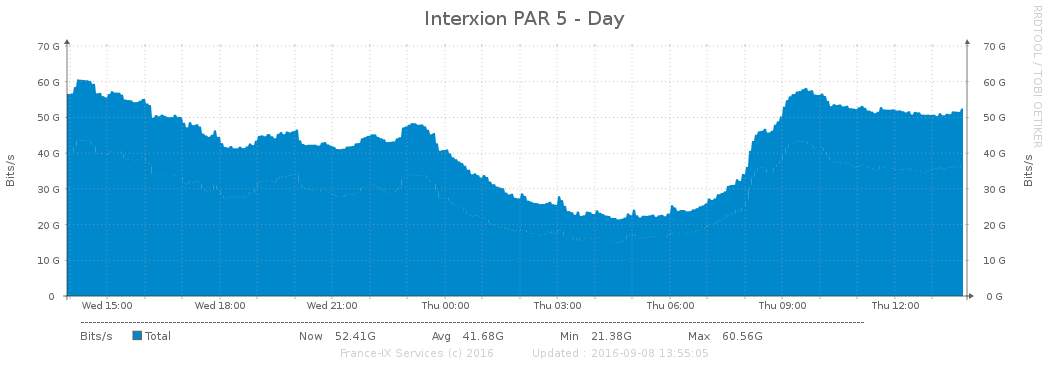 Interxion PAR 5 - Day
RRDTOOL / TOBI OETIKER
Bits/s
70 G 70 G
60 G 60 G
50 G 50 G
40 G 40 G
30 G 30 G
20 G 20 G
10 G 10 G
0 0 G
Bits/s
Wed 15:00 Wed 18:00 Wed 21:00 Thu 00:00 Thu 03:00 Thu 06:00 Thu 09:00 Thu 12:00
Bits/s Total Now 52.41G Avg 41.68G Min 21.38G Max 60.56G
France-IX Services (c) 2016 Updated : 2016-09-08 13:55:05